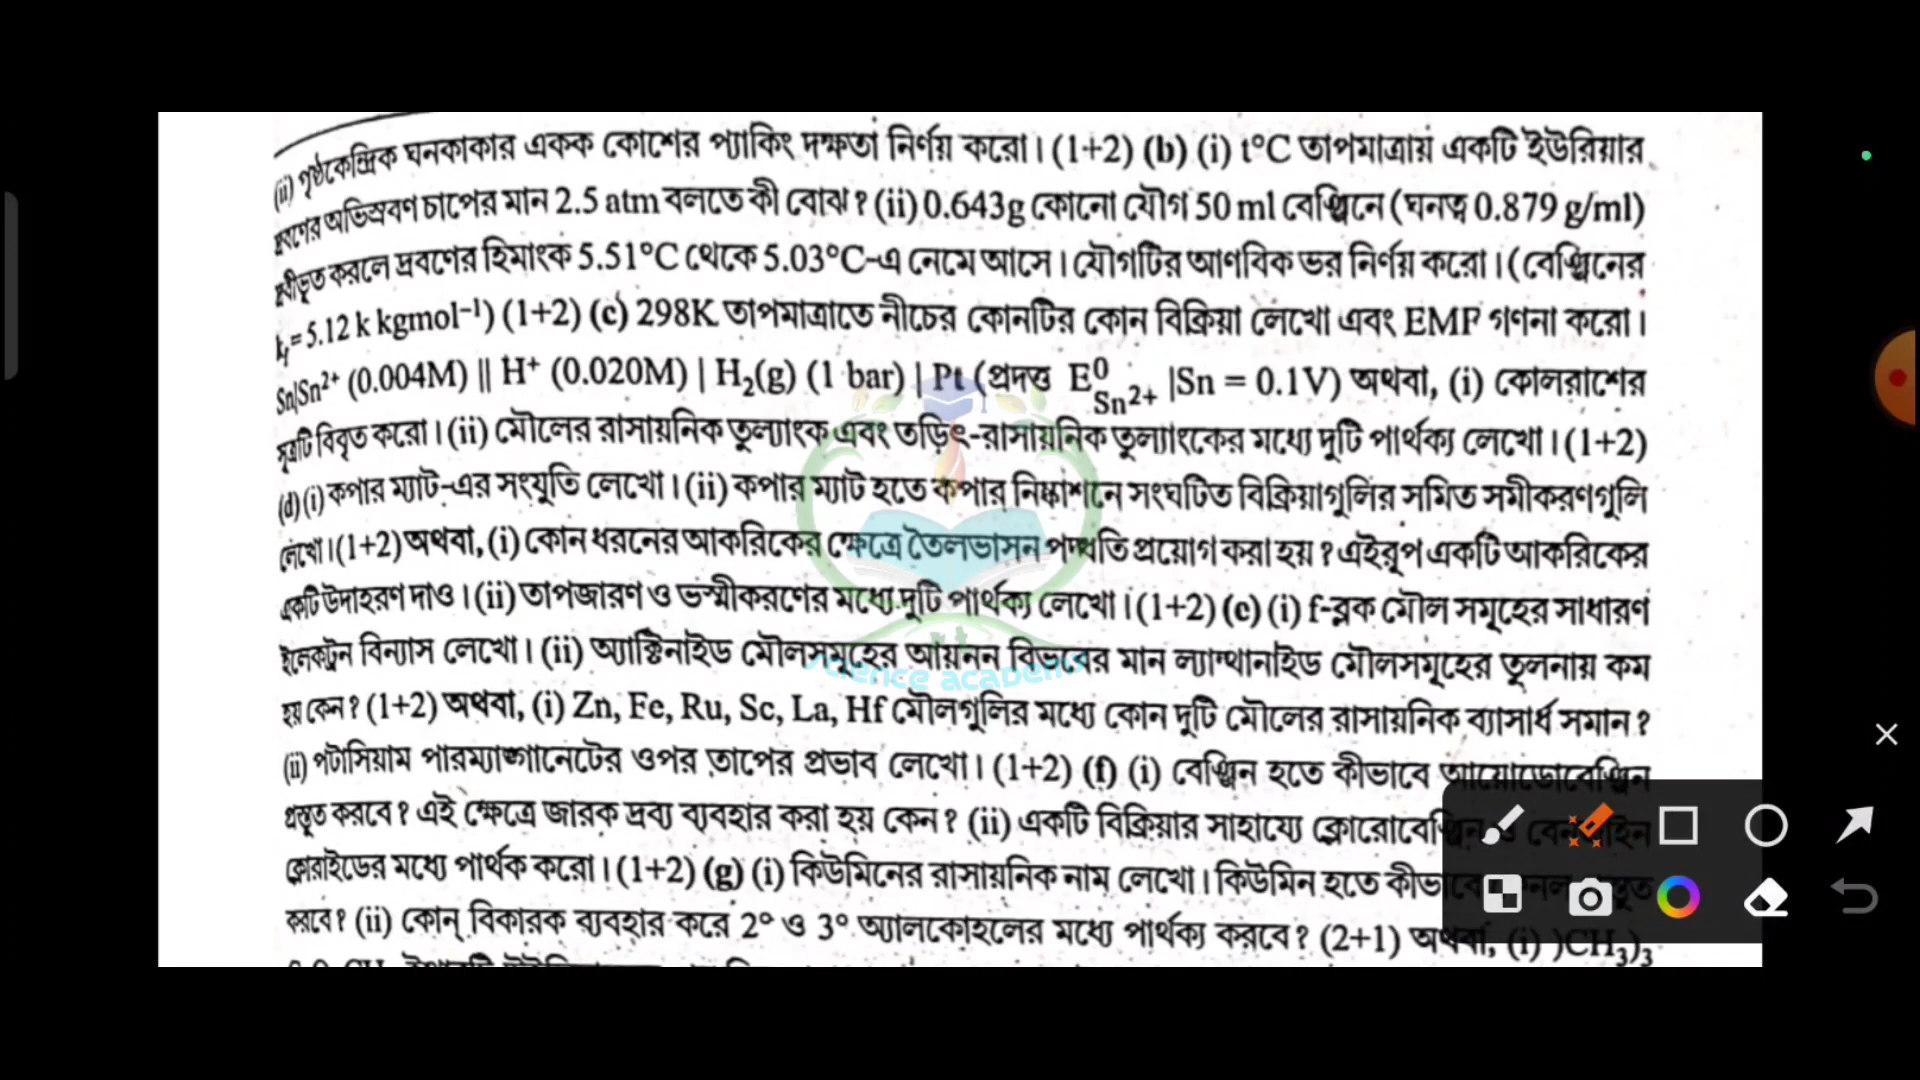 (ii) পৃষ্ঠকেন্দ্রিক ঘনকাকার একক কোশের প্যাকিং দক্ষতা নির্ণয় করো। (1+2) (b) (i) t°C তাপমাত্রায় একটি ইউরিয়ার
দ্রবণের অভিস্রবণ চাপের মান 2.5 atm বলতে কী বোঝ? (ii) 0.643g কোনো যৌগ 50 ml বেঞ্জিনে (ঘনত্ব 0.879 g/ml)
দ্রবীভূত করলে দ্রবণের হিমাংক 5.51°C থেকে 5.03°C-এ নেমে আসে। যৌগটির আণবিক ভর নির্ণয় করো। (বেঞ্জিনের
k_f = 5.12 k kgmol⁻¹) (1+2) (c) 298K তাপমাত্রাতে নীচের কোনটির কোন বিক্রিয়া লেখো এবং EMF গণনা করো।
Sn|Sn²⁺ (0.004M) || H⁺ (0.020M) | H₂(g) (1 bar) | Pt (প্রদত্ত E⁰ Sn²⁺ |Sn = 0.1V) অথবা, (i) কোলরাশের
সূত্রটি বিবৃত করো। (ii) মৌলের রাসায়নিক তুল্যাংক এবং তড়িৎ-রাসায়নিক তুল্যাংকের মধ্যে দুটি পার্থক্য লেখো। (1+2)
(d) (i) কপার ম্যাট-এর সংযুতি লেখো। (ii) কপার ম্যাট হতে কপার নিষ্কাশনে সংঘটিত বিক্রিয়াগুলির সমিত সমীকরণগুলি
লেখো। (1+2) অথবা, (i) কোন ধরনের আকরিকের ক্ষেত্রে তৈলভাসন পদ্ধতি প্রয়োগ করা হয়? এইরূপ একটি আকরিকের
একটি উদাহরণ দাও। (ii) তাপজারণ ও ভস্মীকরণের মধ্যে দুটি পার্থক্য লেখো। (1+2) (e) (i) f-ব্লক মৌল সমূহের সাধারণ
ইলেকট্রন বিন্যাস লেখো। (ii) অ্যাক্টিনাইড মৌলসমূহের আয়নন বিভবের মান ল্যান্থানাইড মৌলসমূহের তুলনায় কম
হয় কেন? (1+2) অথবা, (i) Zn, Fe, Ru, Sc, La, Hf মৌলগুলির মধ্যে কোন দুটি মৌলের রাসায়নিক ব্যাসার্ধ সমান?
(ii) পটাসিয়াম পারম্যাঙ্গানেটের ওপর তাপের প্রভাব লেখো। (1+2) (f) (i) বেঞ্জিন হতে কীভাবে আয়োডোবেঞ্জিন
প্রস্তুত করবে? এই ক্ষেত্রে জারক দ্রব্য ব্যবহার করা হয় কেন? (ii) একটি বিক্রিয়ার সাহায্যে ক্লোরোবেঞ্জিন ও
ক্লোরাইডের মধ্যে পার্থক করো। (1+2) (g) (i) কিউমিনের রাসায়নিক নাম লেখো। কিউমিন হতে কীভাবে
করবে? (ii) কোন্ বিকারক ব্যবহার করে 2° ও 3° অ্যালকোহলের মধ্যে পার্থক্য করবে? (2+1) অথবা, (i) )CH₃)₃
science academy